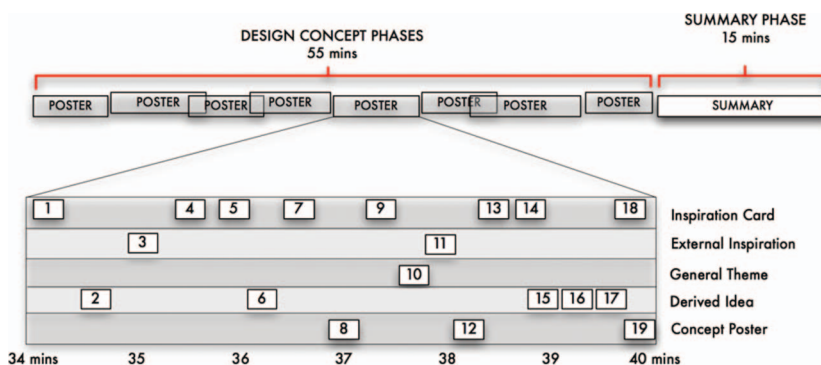 SUMMARY PHASE
15 mins
DESIGN CONCEPT PHASES
55 mins
POSTER POSTER POSTER POSTER POSTER POSTER POSTER POSTER SUMMARY
1 4 5 7 9 13 14 18 Inspiration Card
3 11 External Inspiration
10 General Theme
2 6 15 16 17 Derived Idea
8 12 19 Concept Poster
34 mins 35 36 37 38 39 40 mins